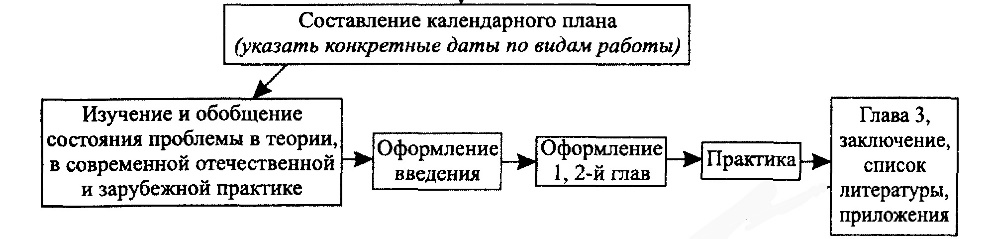 Составление календарного плана
(указать конкретные даты по видам работы)
Изучение и обобщение
состояния проблемы в теории,
в современной отечественной
и зарубежной практике
Оформление
введения
Оформление
1, 2-й глав
Практика
Глава 3,
заключение,
список
литературы,
приложения